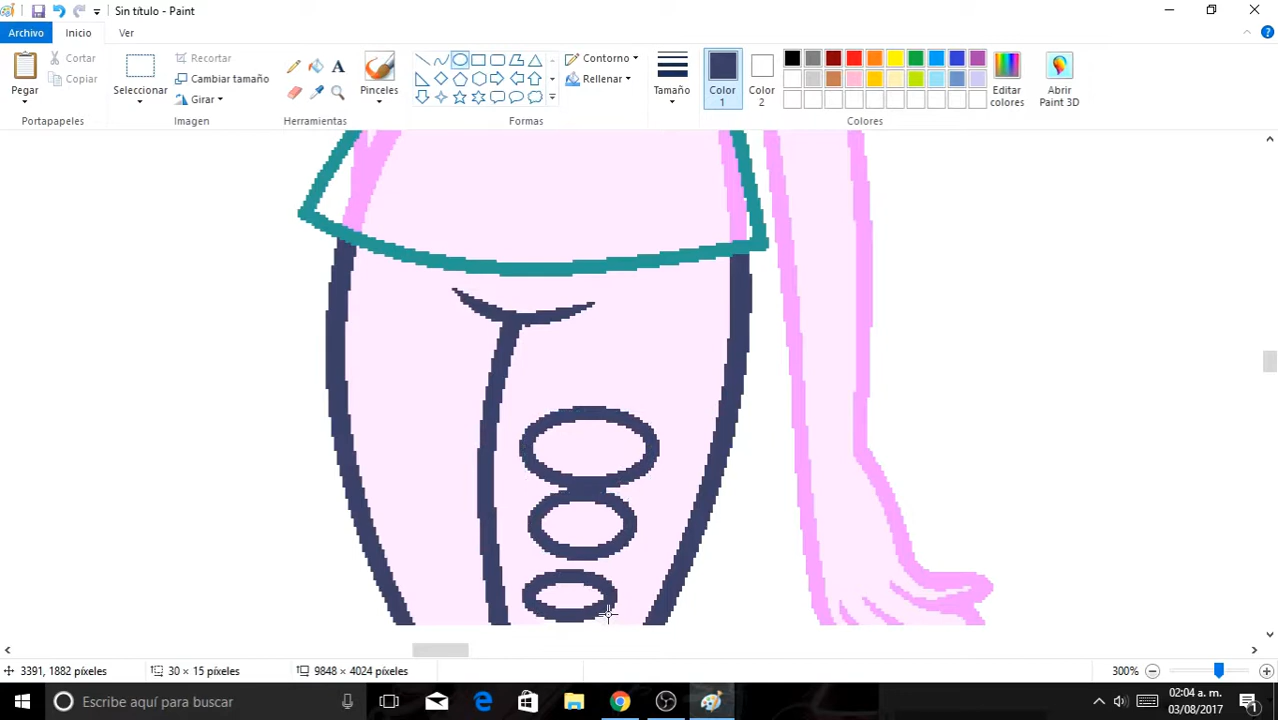 Sin título - Paint
Archivo Inicio Ver
Pegar
Cortar
Copiar
Portapapeles
Seleccionar
Recortar
Cambiar tamaño
Girar
Imagen
A
Herramientas
Pinceles
Contorno
Rellenar
Formas
Tamaño
Color 1
Color 2
Editar colores
Abrir Paint 3D
Colores
3391, 1882 píxeles 30 × 15 píxeles 9848 × 4024 píxeles 300%
Escribe aquí para buscar
02:04 a. m.
03/08/2017
1